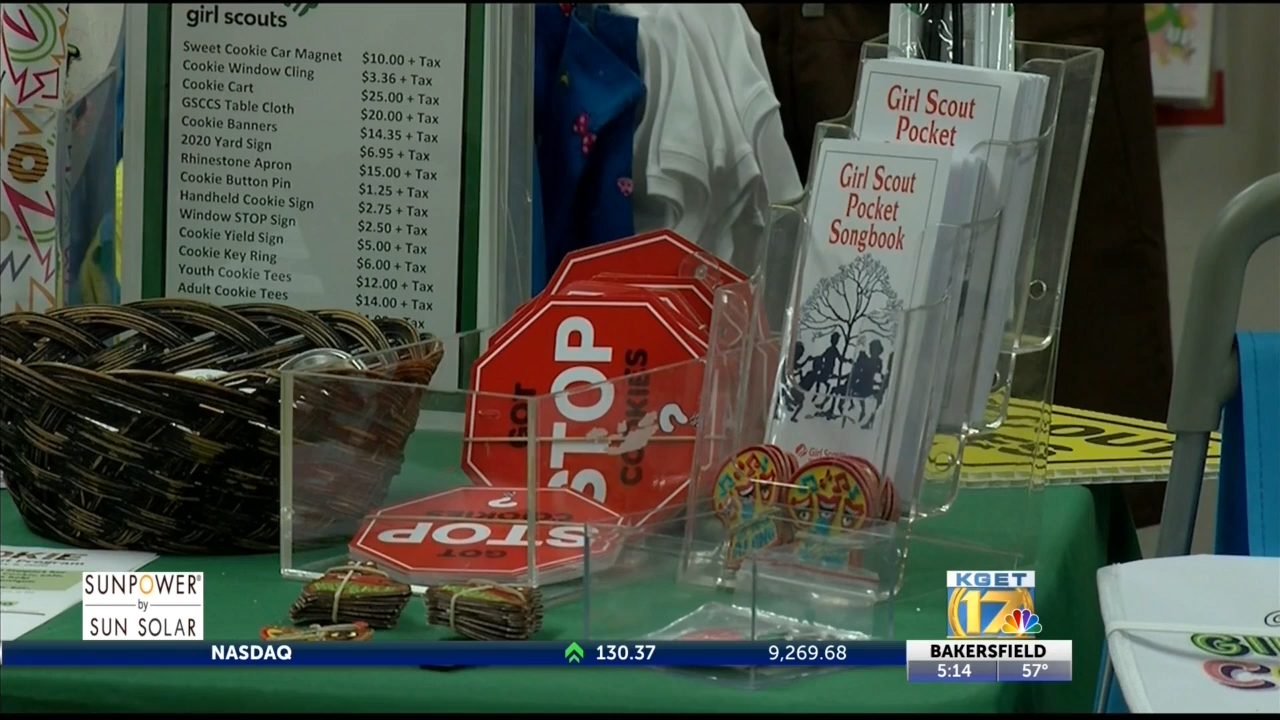 girl scouts
Sweet Cookie Car Magnet $10.00 + Tax
Cookie Window Cling $3.36 + Tax
Cookie Cart $25.00 + Tax
GSCCS Table Cloth $20.00 + Tax
Cookie Banners $14.35 + Tax
2020 Yard Sign $6.95 + Tax
Rhinestone Apron $15.00 + Tax
Cookie Button Pin $1.25 + Tax
Handheld Cookie Sign $2.75 + Tax
Window STOP Sign $2.50 + Tax
Cookie Yield Sign $5.00 + Tax
Cookie Key Ring $6.00 + Tax
Youth Cookie Tees $12.00 + Tax
Adult Cookie Tees $14.00 + Tax
Girl Scout
Pocket
Girl Scout
Pocket
Songbook
GOT
STOP
COOKIES
?
STOP
GOT
COOKIES
?
SUNPOWER®
by
SUN SOLAR
NASDAQ 130.37 9,269.68
KGET
17
BAKERSFIELD
5:14 57°